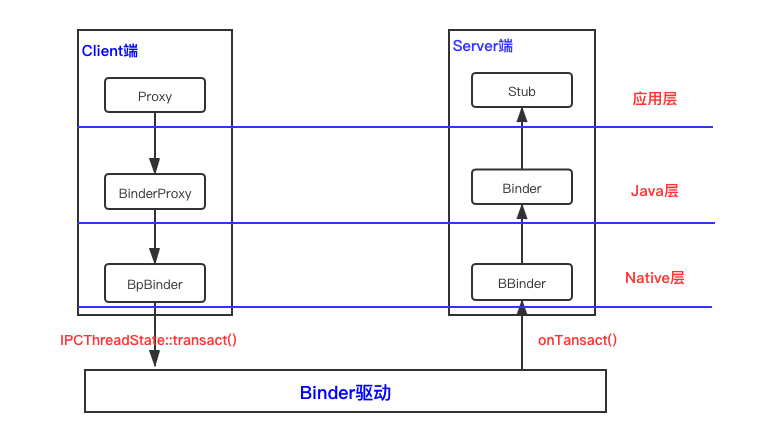 Client端
Server端
Proxy
Stub
应用层
BinderProxy
Binder
Java层
BpBinder
BBinder
Native层
IPCThreadState::transact()
onTansact()
Binder驱动